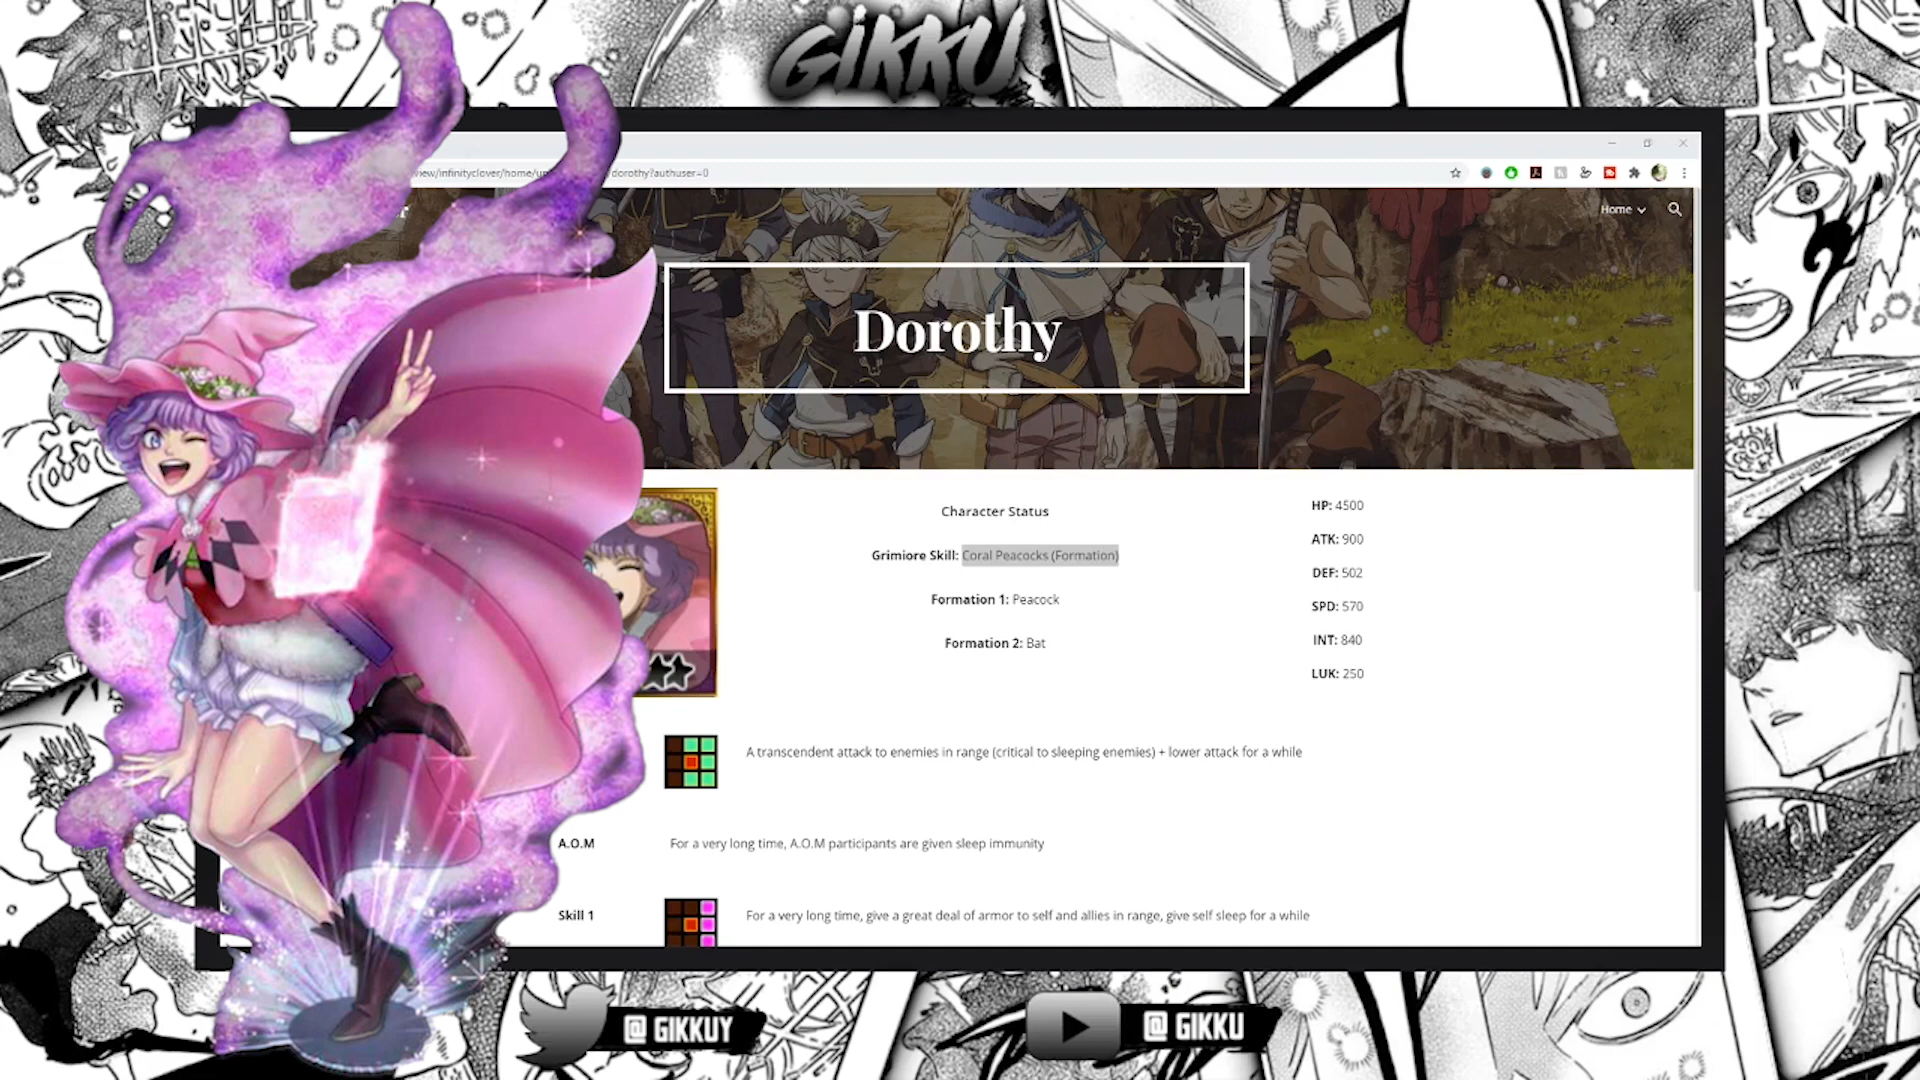 GIKKU
dorothy?authuser=0
Home
Dorothy
Character Status
Grimiore Skill: Coral Peacocks (Formation)
Formation 1: Peacock
Formation 2: Bat
HP: 4500
ATK: 900
DEF: 502
SPD: 570
INT: 840
LUK: 250
A transcendent attack to enemies in range (critical to sleeping enemies) + lower attack for a while
A.O.M
For a very long time, A.O.M participants are given sleep immunity
Skill 1
For a very long time, give a great deal of armor to self and allies in range, give self sleep for a while
@ GIKKUY
@ GIKKU